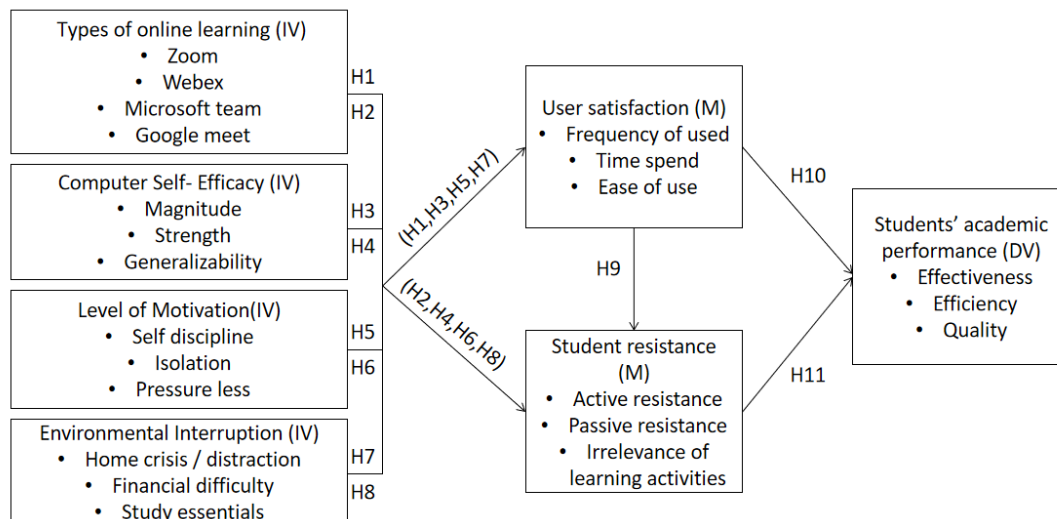 Types of online learning (IV)
• Zoom
• Webex
• Microsoft team
• Google meet
H1
H2
Computer Self- Efficacy (IV)
• Magnitude
• Strength
• Generalizability
H3
H4
Level of Motivation(IV)
• Self discipline
• Isolation
• Pressure less
H5
H6
Environmental Interruption (IV)
• Home crisis / distraction
• Financial difficulty
• Study essentials
H7
H8
(H1,H3,H5,H7)
(H2,H4,H6,H8)
User satisfaction (M)
• Frequency of used
• Time spend
• Ease of use
H9
Student resistance
(M)
• Active resistance
• Passive resistance
• Irrelevance of
learning activities
H10
H11
Students’ academic
performance (DV)
• Effectiveness
• Efficiency
• Quality